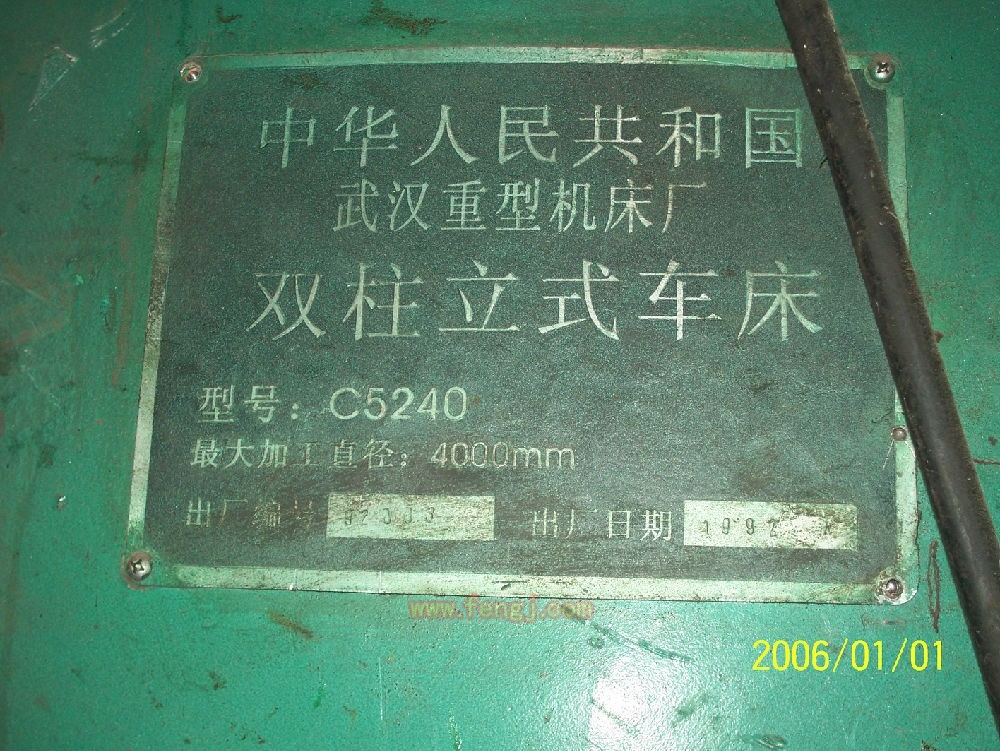 中华人民共和国
武汉重型机床厂
双柱立式车床
型号：C5240
最大加工直径：4000mm
出厂编号 出厂日期 1992
www.fengj.com
2006/01/01